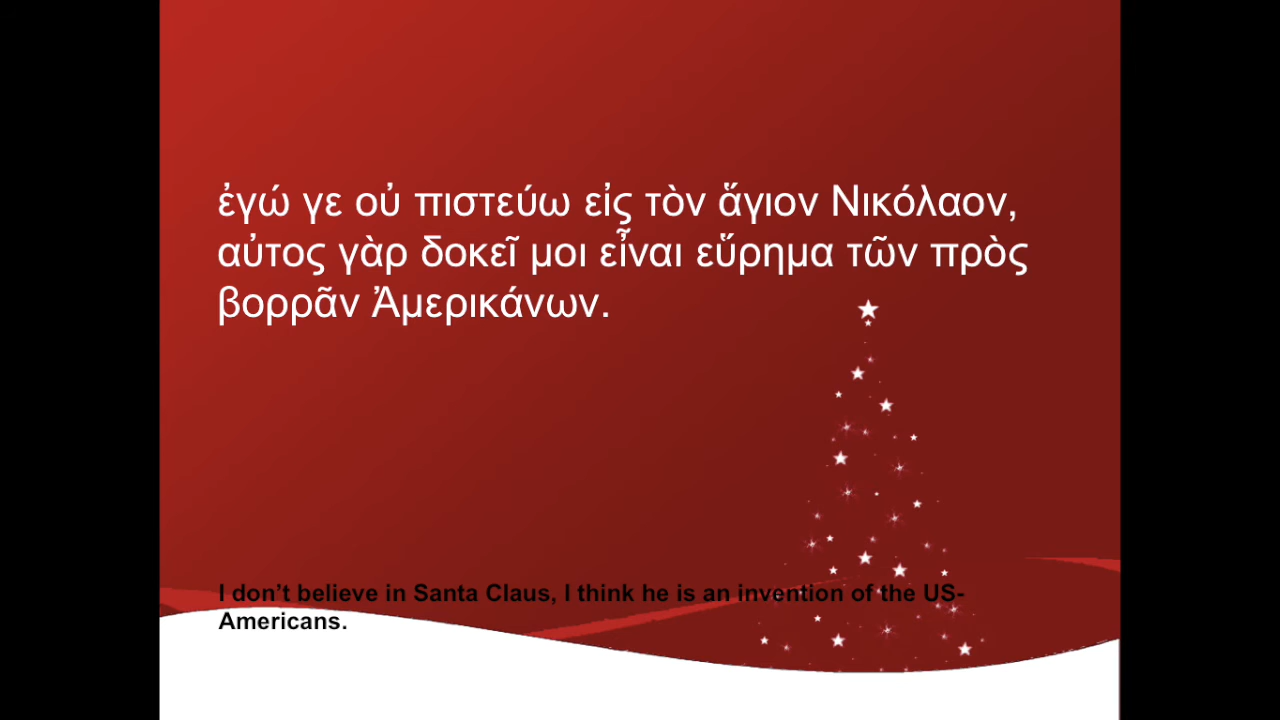 ἐγώ γε οὐ πιστεύω εἰς τὸν ἅγιον Νικόλαον,
αὐτος γὰρ δοκεῖ μοι εἶναι εὕρημα τῶν πρὸς
βορρᾶν Ἀμερικάνων.
I don’t believe in Santa Claus, I think he is an invention of the US-
Americans.